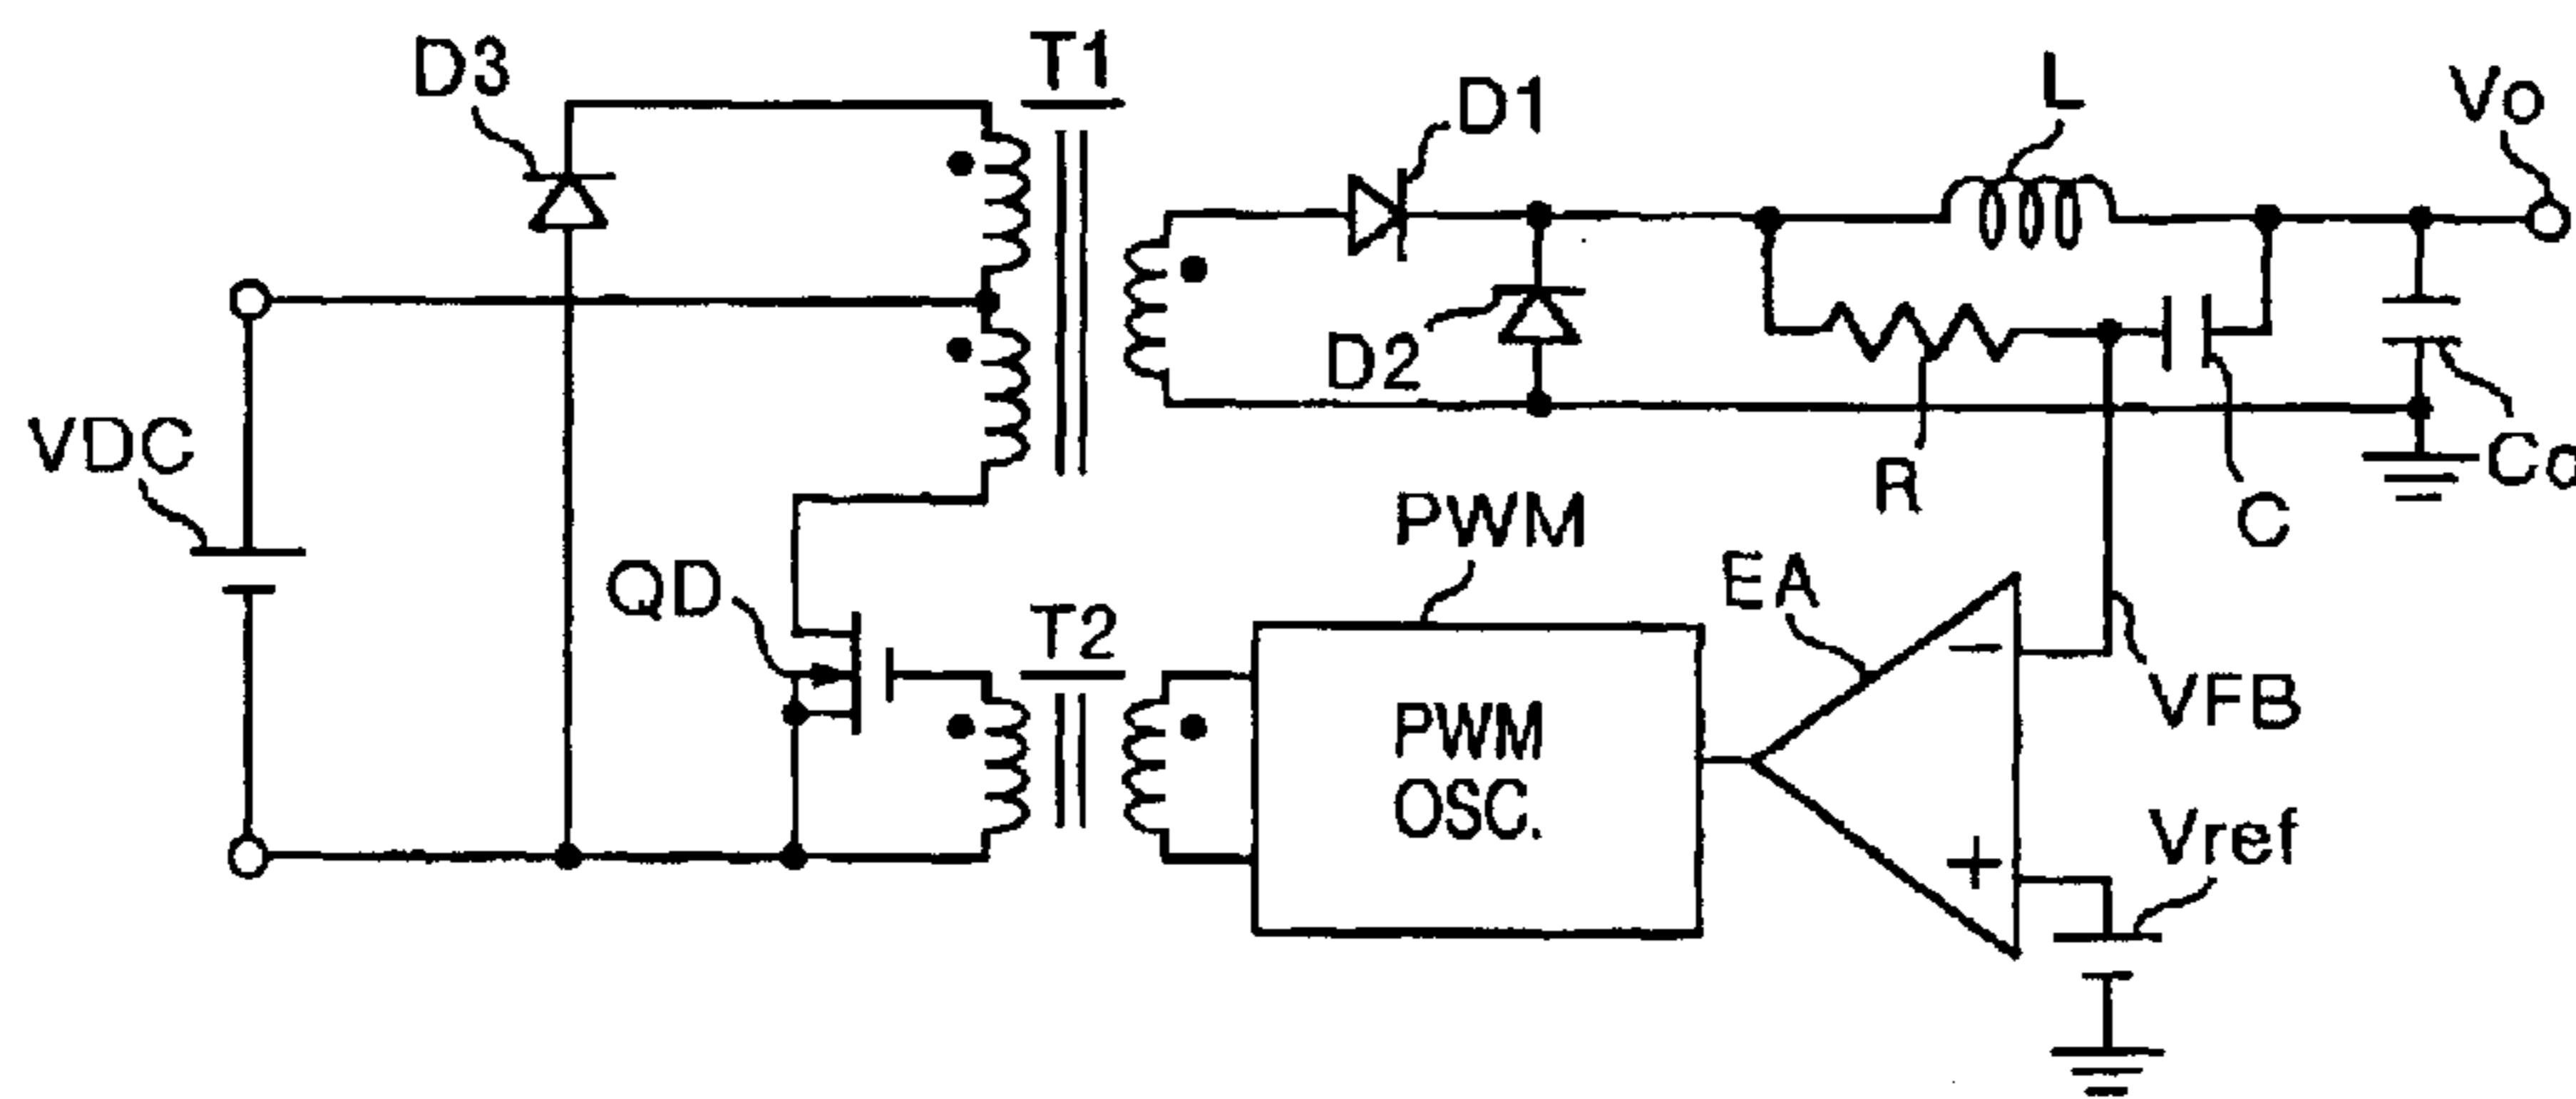 D3
T1
D1
L
Vo
D2
VDC
R
C
Co
PWM
QD
T2
EA
PWM
OSC.
VFB
Vref
−
+